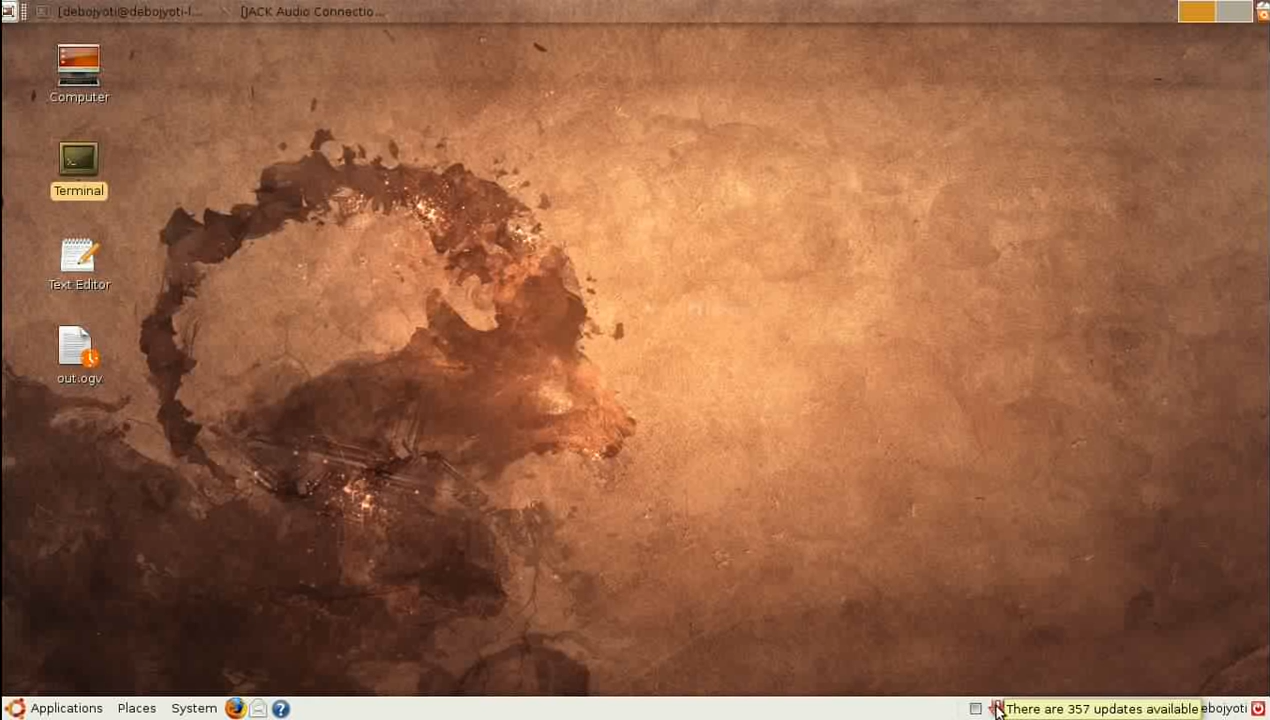 [debojyoti@debojyoti-l...
[JACK Audio Connectio...
Computer
Terminal
Text Editor
out.ogv
Applications
Places
System
There are 357 updates available
ebojyoti